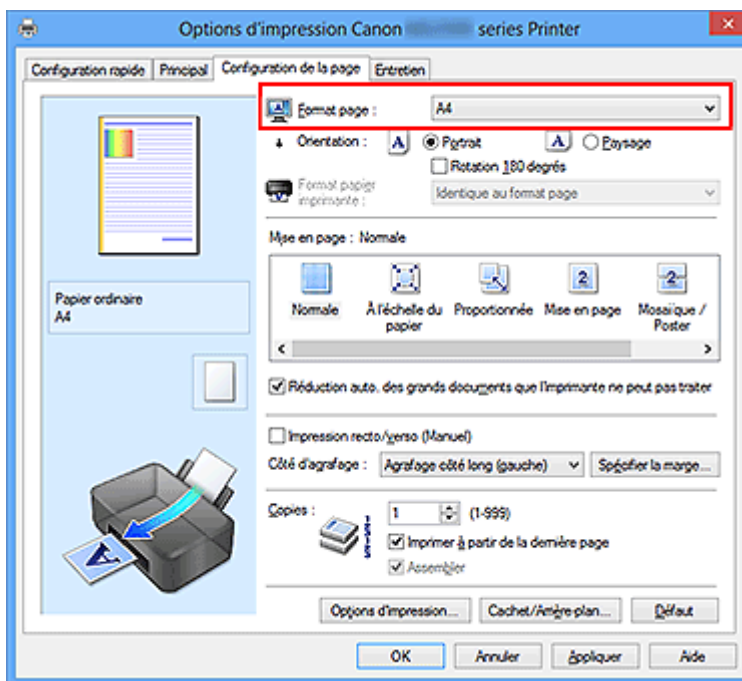 Options d'impression Canon series Printer
Configuration rapide Principal Configuration de la page Entretien
Format page : A4
Orientation : A Portrait A Paysage
Rotation 180 degrés
Format papier imprimante : Identique au format page
Mise en page : Normale
Normale
À l'échelle du papier
Proportionnée
2
Mise en page
2
Mosaïque / Poster
Réduction auto. des grands documents que l'imprimante ne peut pas traiter
Papier ordinaire
A4
A
Impression recto/verso (Manuel)
Côté d'agrafage : Agrafage côté long (gauche) Spécifier la marge...
Copies : 1 (1-999)
Imprimer à partir de la dernière page
Assembler
Options d'impression... Cachet/Arrière-plan... Défaut
OK Annuler Appliquer Aide